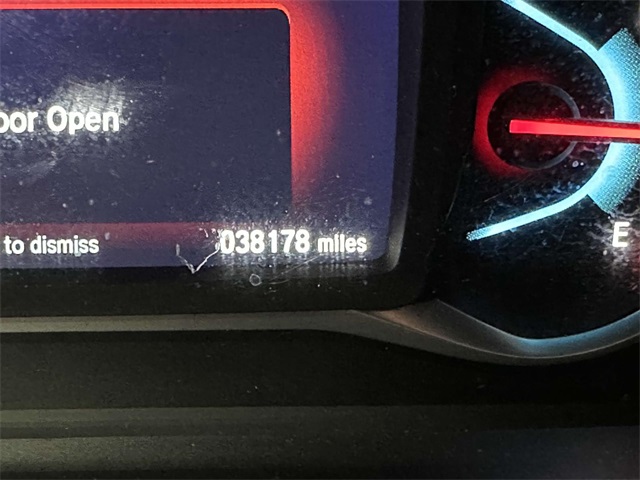 oor Open
to dismiss
038178 miles
E